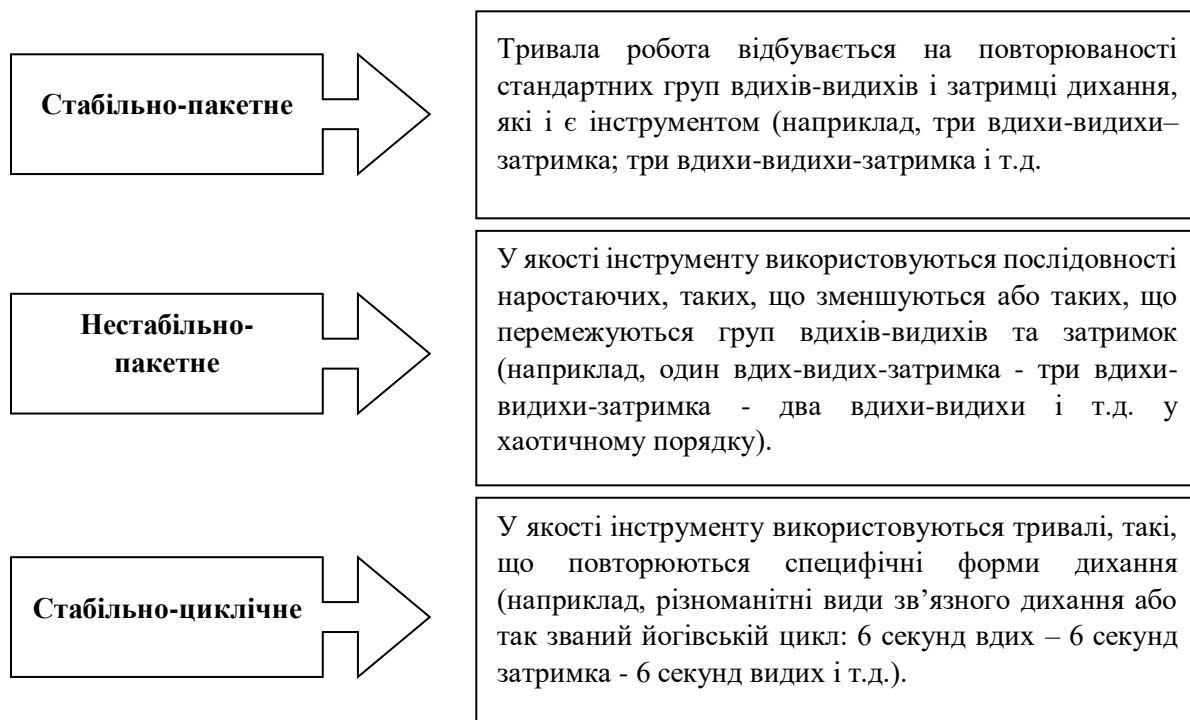 Стабільно-пакетне
Тривала робота відбувається на повторюваності
стандартних груп вдихів-видихів і затримці дихання,
які і є інструментом (наприклад, три вдихи-видихи–
затримка; три вдихи-видихи-затримка і т.д.
Нестабільно-
пакетне
У якості інструменту використовуються послідовності
наростаючих, таких, що зменшуються або таких, що
перемежуються груп вдихів-видихів та затримок
(наприклад, один вдих-видих-затримка - три вдихи-
видихи-затримка - два вдихи-видихи і т.д. у
хаотичному порядку).
Стабільно-циклічне
У якості інструменту використовуються тривалі, такі,
що повторюються специфічні форми дихання
(наприклад, різноманітні види зв’язного дихання або
так званий йогівській цикл: 6 секунд вдих – 6 секунд
затримка - 6 секунд видих і т.д.).